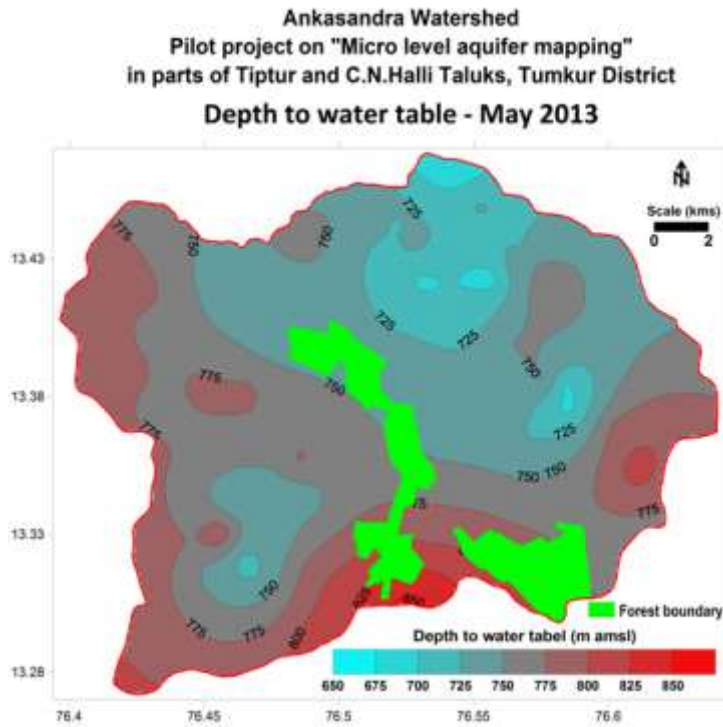 Ankasandra Watershed
Pilot project on "Micro level aquifer mapping"
in parts of Tiptur and C.N.Halli Taluks, Tumkur District
Depth to water table - May 2013
N
Scale (kms)
0 2
725
775
750
750
13.43
725
725
750
775
750
13.38
725
775
750 750
75
775
13.33
750
775
775
800
825
850
Forest boundary
Depth to water tabel (m amsl)
13.28
650 675 700 725 750 775 800 825 850
76.4 76.45 76.5 76.55 76.6